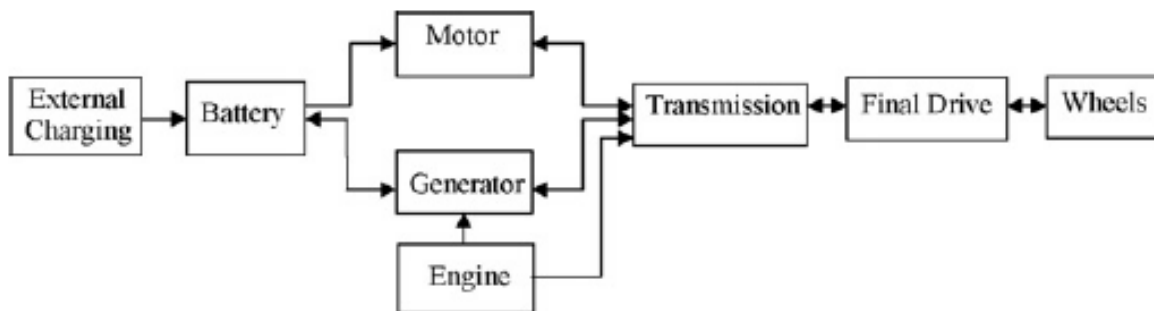 Motor
External
Charging
Battery
Transmission
Final Drive
Wheels
Generator
Engine